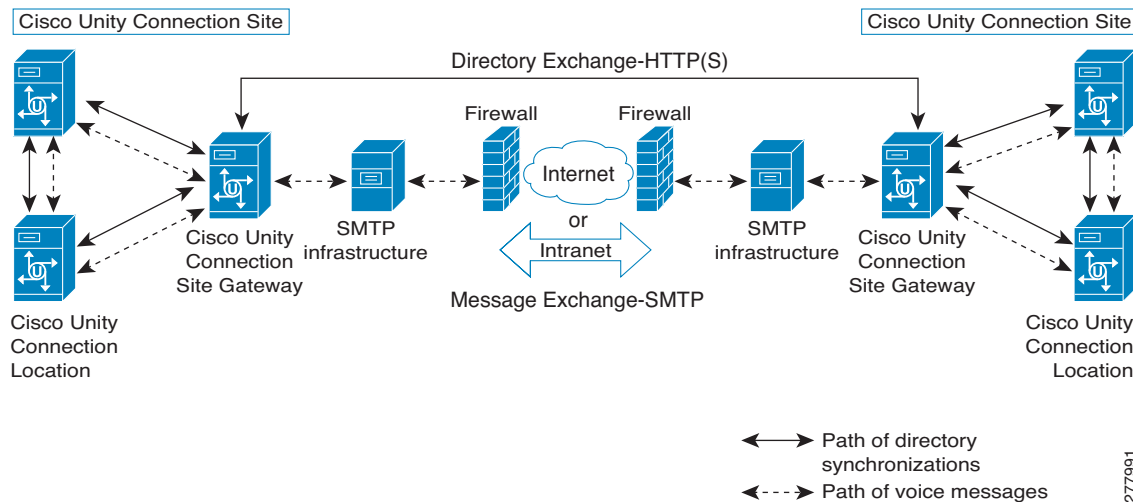 Cisco Unity Connection Site
Cisco Unity Connection Site
Directory Exchange-HTTP(S)
Firewall
Firewall
Internet
or
Intranet
Message Exchange-SMTP
SMTP
infrastructure
SMTP
infrastructure
Cisco Unity
Connection
Site Gateway
Cisco Unity
Connection
Site Gateway
Cisco Unity
Connection
Location
Cisco Unity
Connection
Location
U
U
U
U
U
U
Path of directory
synchronizations
Path of voice messages
277991